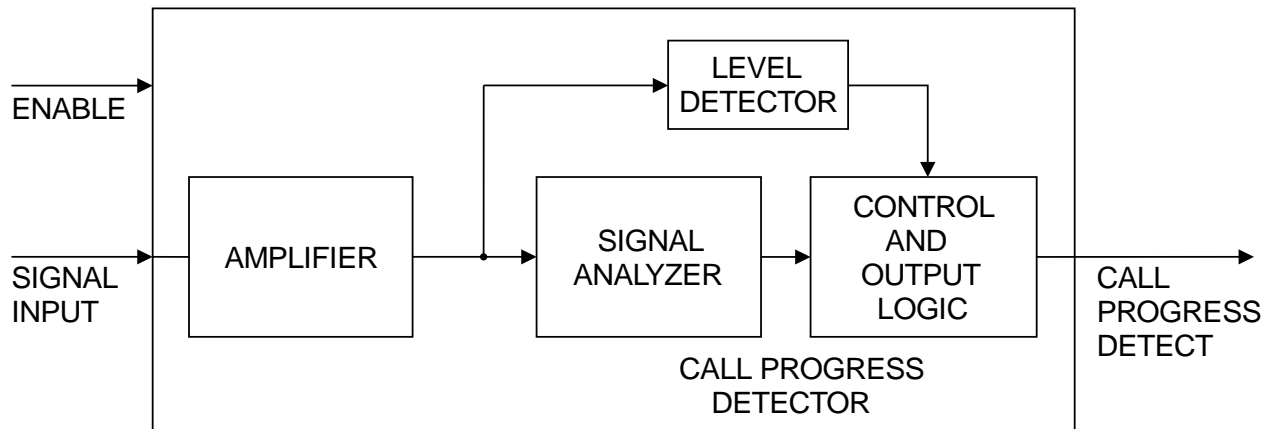 ENABLE
SIGNAL
INPUT
AMPLIFIER
LEVEL
DETECTOR
SIGNAL
ANALYZER
CONTROL
AND
OUTPUT
LOGIC
CALL
PROGRESS
DETECT
CALL PROGRESS
DETECTOR